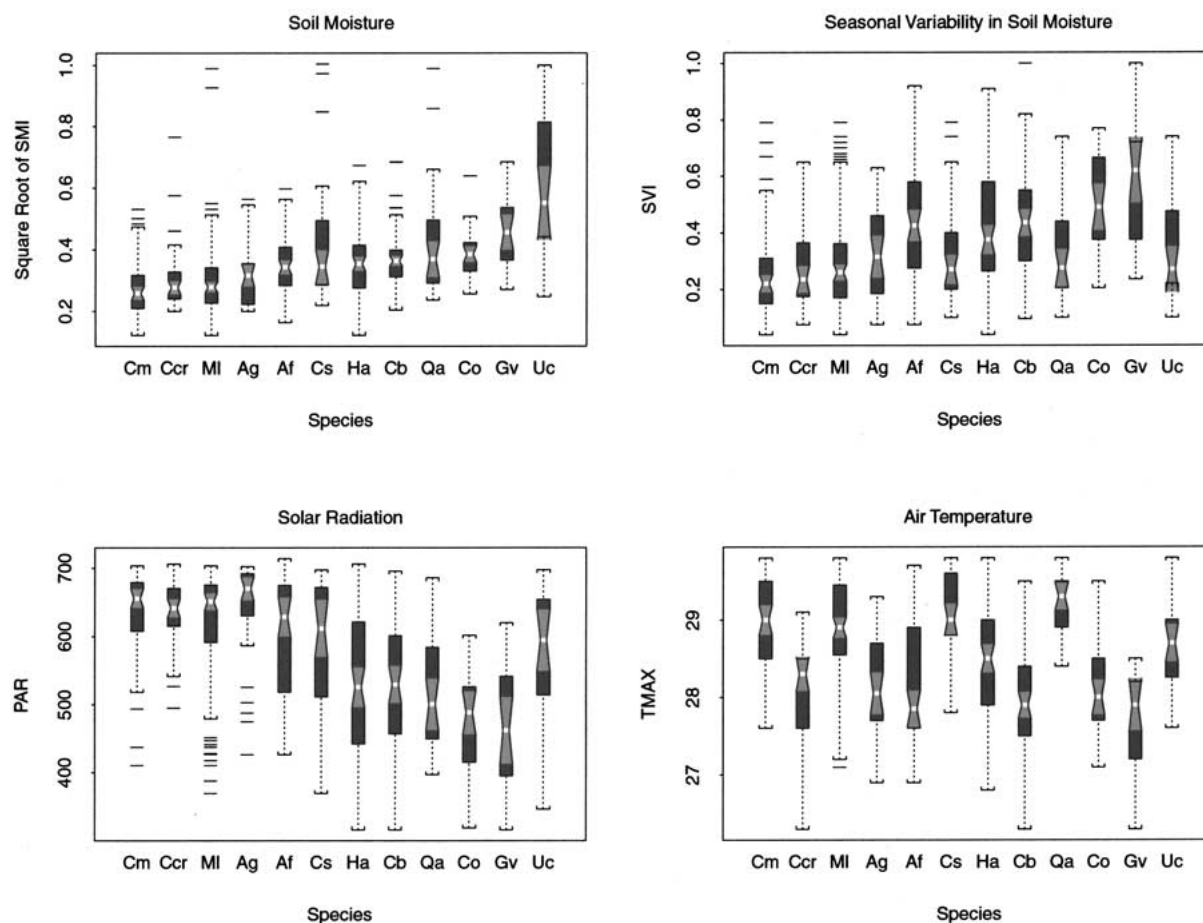 Soil Moisture
Square Root of SMI
1.0
0.8
0.6
0.4
0.2
Cm Ccr Ml Ag Af Cs Ha Cb Qa Co Gv Uc
Species
Seasonal Variability in Soil Moisture
SVI
1.0
0.8
0.6
0.4
0.2
Cm Ccr Ml Ag Af Cs Ha Cb Qa Co Gv Uc
Species
Solar Radiation
PAR
700
600
500
400
Cm Ccr Ml Ag Af Cs Ha Cb Qa Co Gv Uc
Species
Air Temperature
TMAX
29
28
27
Cm Ccr Ml Ag Af Cs Ha Cb Qa Co Gv Uc
Species